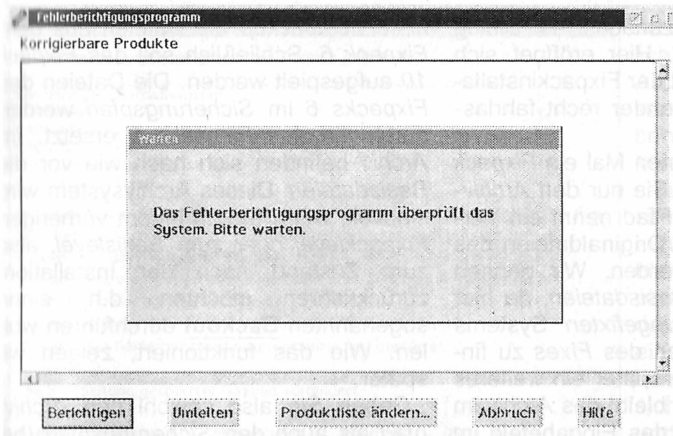 Fehlerberichtigungsprogramm
Korrigierbare Produkte
Warten
Das Fehlerberichtigungsprogramm überprüft das
System. Bitte warten.
Berichtigen
Umleiten
Produktliste ändern...
Abbruch
Hilfe